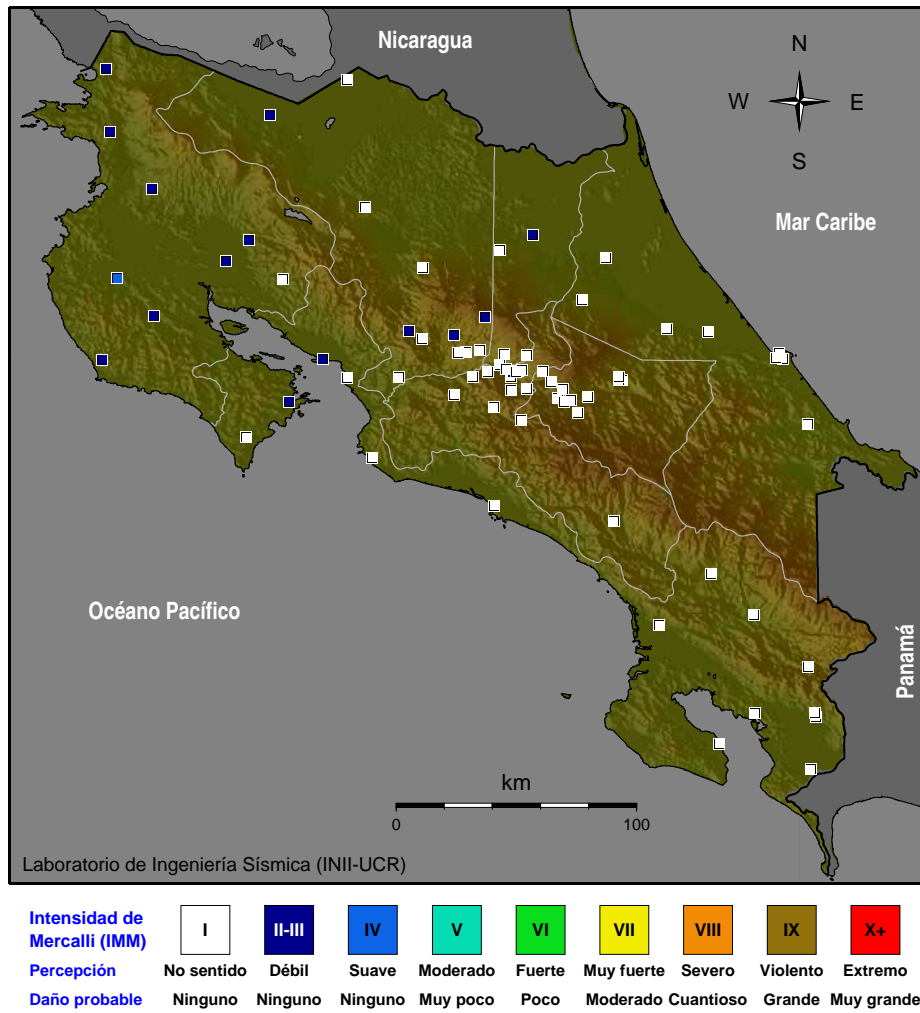 Nicaragua
N
W
E
S
Mar Caribe
Océano Pacífico
Panamá
km
0
100
Laboratorio de Ingeniería Sísmica (INII-UCR)
Intensidad de
Mercalli (IMM)
I
II-III
IV
V
VI
VII
VIII
IX
X+
Percepción
No sentido
Débil
Suave
Moderado
Fuerte
Muy fuerte
Severo
Violento
Extremo
Daño probable
Ninguno
Ninguno
Ninguno
Muy poco
Poco
Moderado
Cuantioso
Grande
Muy grande